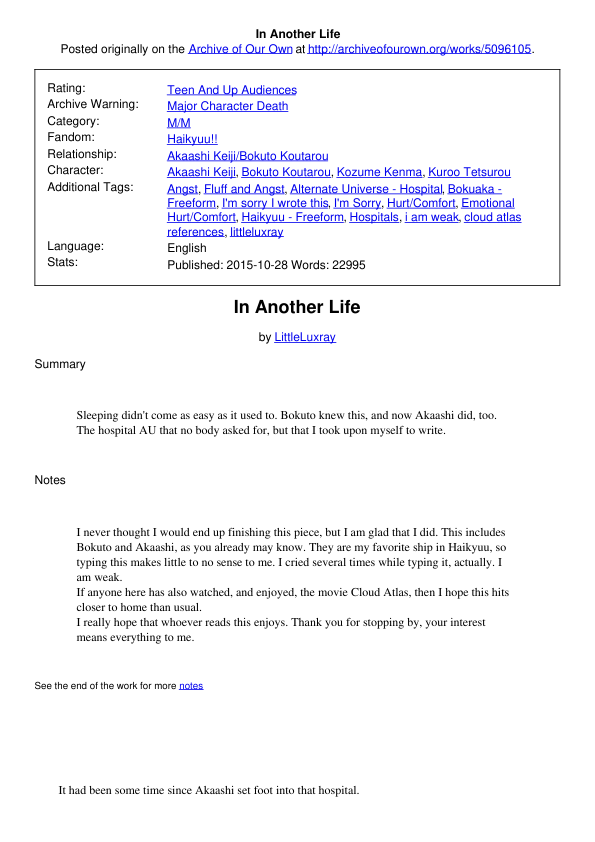 In Another Life
Posted originally on the Archive of Our Own at http://archiveofourown.org/works/5096105.
Rating: Teen And Up Audiences
Archive Warning: Major Character Death
Category: M/M
Fandom: Haikyuu!!
Relationship: Akaashi Keiji/Bokuto Koutarou
Character: Akaashi Keiji, Bokuto Koutarou, Kozume Kenma, Kuroo Tetsurou
Additional Tags: Angst, Fluff and Angst, Alternate Universe - Hospital, Bokuaka -
Freeform, I'm sorry I wrote this, I'm Sorry, Hurt/Comfort, Emotional
Hurt/Comfort, Haikyuu - Freeform, Hospitals, i am weak, cloud atlas
references, littleluxray
Language: English
Stats: Published: 2015-10-28 Words: 22995
In Another Life
by LittleLuxray
Summary
Sleeping didn't come as easy as it used to. Bokuto knew this, and now Akaashi did, too.
The hospital AU that no body asked for, but that I took upon myself to write.
Notes
I never thought I would end up finishing this piece, but I am glad that I did. This includes
Bokuto and Akaashi, as you already may know. They are my favorite ship in Haikyuu, so
typing this makes little to no sense to me. I cried several times while typing it, actually. I
am weak.
If anyone here has also watched, and enjoyed, the movie Cloud Atlas, then I hope this hits
closer to home than usual.
I really hope that whoever reads this enjoys. Thank you for stopping by, your interest
means everything to me.
See the end of the work for more notes
It had been some time since Akaashi set foot into that hospital.